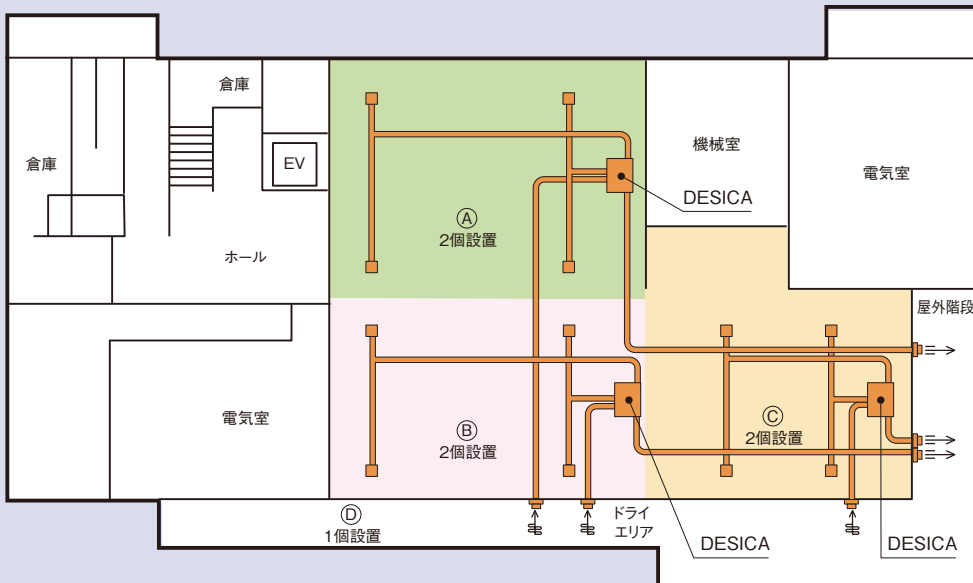 倉庫
倉庫
EV
機械室
電気室
DESICA
Ⓐ
2個設置
ホール
屋外階段
電気室
Ⓑ
2個設置
Ⓒ
2個設置
Ⓓ
1個設置
ドライ
エリア
DESICA
DESICA